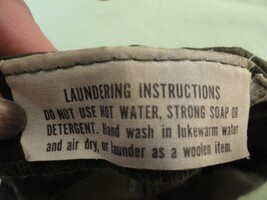 LAUNDERING INSTRUCTIONS
DO NOT USE HOT WATER, STRONG SOAP OR
DETERGENT. Hand wash in lukewarm water
and air dry, or launder as a woolen item.